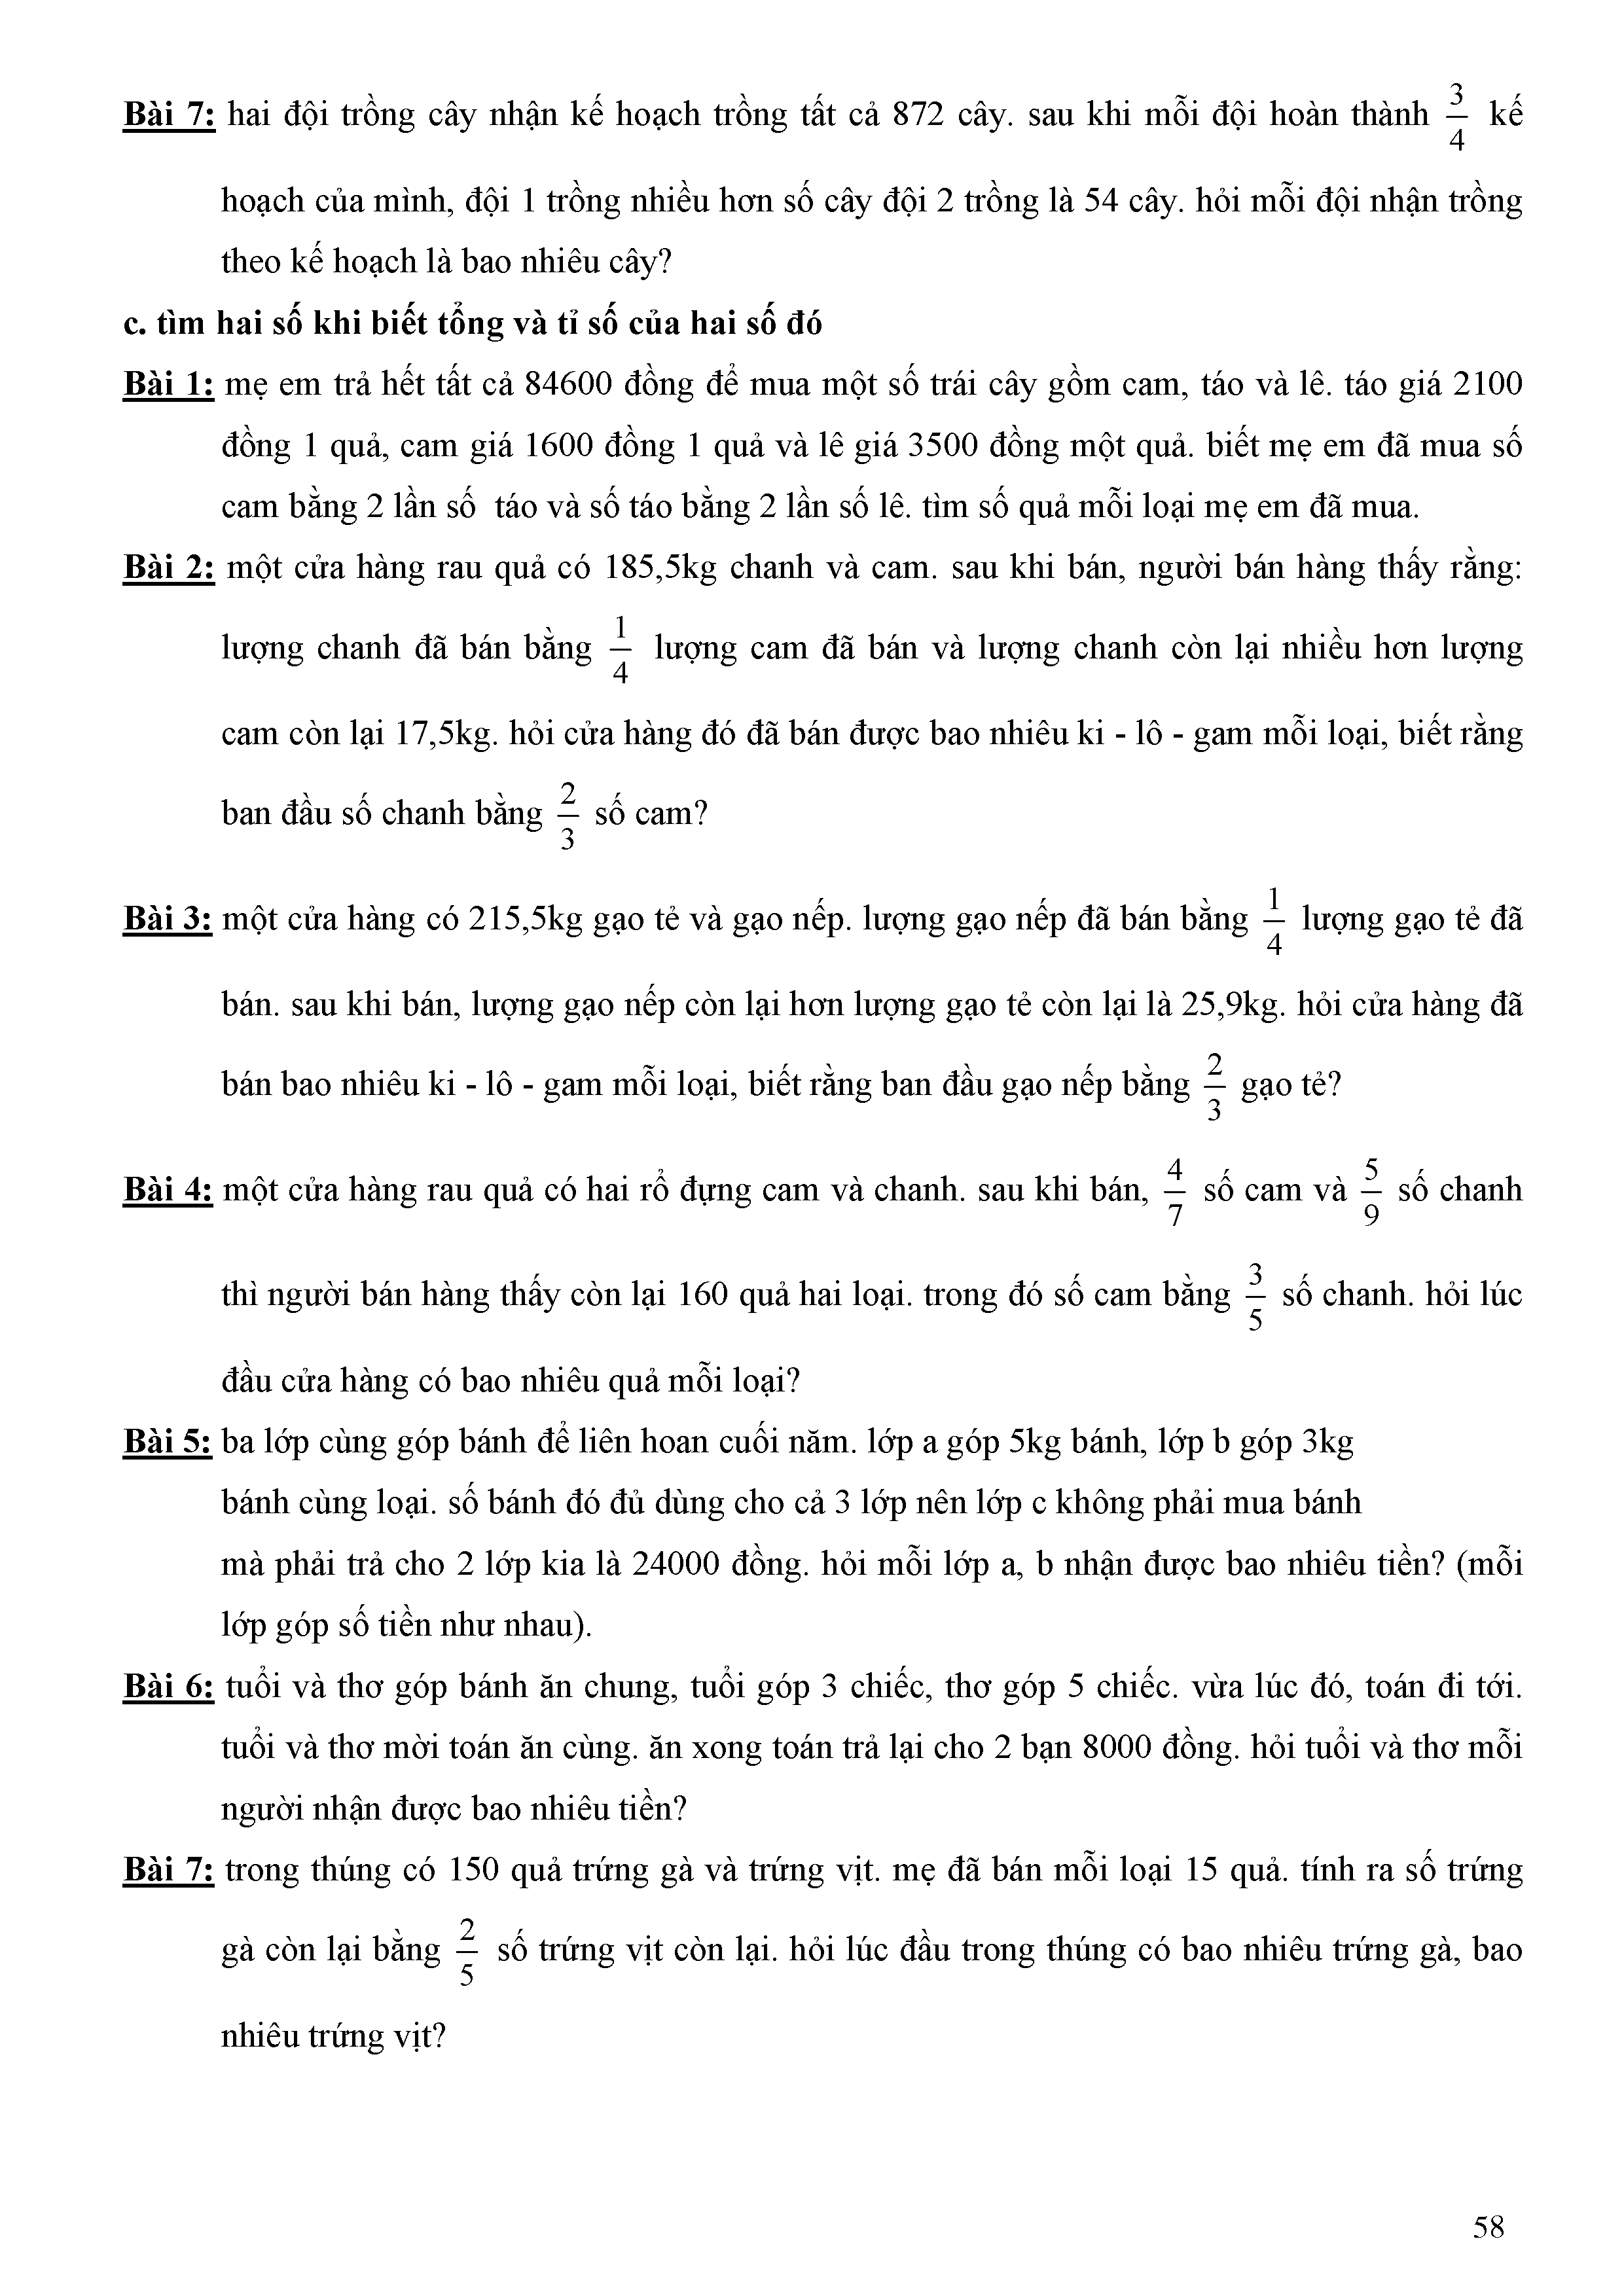 Bài 7: hai đội trồng cây nhận kế hoạch trồng tất cả 872 cây. sau khi mỗi đội hoàn thành 3/4 kế
hoạch của mình, đội 1 trồng nhiều hơn số cây đội 2 trồng là 54 cây. hỏi mỗi đội nhận trồng
theo kế hoạch là bao nhiêu cây?
c. tìm hai số khi biết tổng và tỉ số của hai số đó
Bài 1: mẹ em trả hết tất cả 84600 đồng để mua một số trái cây gồm cam, táo và lê. táo giá 2100
đồng 1 quả, cam giá 1600 đồng 1 quả và lê giá 3500 đồng một quả. biết mẹ em đã mua số
cam bằng 2 lần số táo và số táo bằng 2 lần số lê. tìm số quả mỗi loại mẹ em đã mua.
Bài 2: một cửa hàng rau quả có 185,5kg chanh và cam. sau khi bán, người bán hàng thấy rằng:
lượng chanh đã bán bằng 1/4 lượng cam đã bán và lượng chanh còn lại nhiều hơn lượng
cam còn lại 17,5kg. hỏi cửa hàng đó đã bán được bao nhiêu ki - lô - gam mỗi loại, biết rằng
ban đầu số chanh bằng 2/3 số cam?
Bài 3: một cửa hàng có 215,5kg gạo tẻ và gạo nếp. lượng gạo nếp đã bán bằng 1/4 lượng gạo tẻ đã
bán. sau khi bán, lượng gạo nếp còn lại hơn lượng gạo tẻ còn lại là 25,9kg. hỏi cửa hàng đã
bán bao nhiêu ki - lô - gam mỗi loại, biết rằng ban đầu gạo nếp bằng 2/3 gạo tẻ?
Bài 4: một cửa hàng rau quả có hai rổ đựng cam và chanh. sau khi bán, 4/7 số cam và 5/9 số chanh
thì người bán hàng thấy còn lại 160 quả hai loại. trong đó số cam bằng 3/5 số chanh. hỏi lúc
đầu cửa hàng có bao nhiêu quả mỗi loại?
Bài 5: ba lớp cùng góp bánh để liên hoan cuối năm. lớp a góp 5kg bánh, lớp b góp 3kg
bánh cùng loại. số bánh đó đủ dùng cho cả 3 lớp nên lớp c không phải mua bánh
mà phải trả cho 2 lớp kia là 24000 đồng. hỏi mỗi lớp a, b nhận được bao nhiêu tiền? (mỗi
lớp góp số tiền như nhau).
Bài 6: tuổi và thơ góp bánh ăn chung, tuổi góp 3 chiếc, thơ góp 5 chiếc. vừa lúc đó, toán đi tới.
tuổi và thơ mời toán ăn cùng. ăn xong toán trả lại cho 2 bạn 8000 đồng. hỏi tuổi và thơ mỗi
người nhận được bao nhiêu tiền?
Bài 7: trong thúng có 150 quả trứng gà và trứng vịt. mẹ đã bán mỗi loại 15 quả. tính ra số trứng
gà còn lại bằng 2/5 số trứng vịt còn lại. hỏi lúc đầu trong thúng có bao nhiêu trứng gà, bao
nhiêu trứng vịt?
58